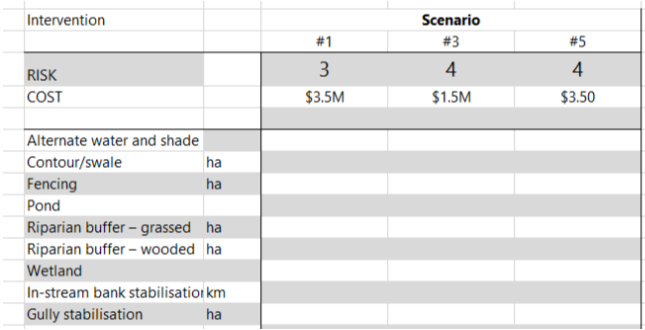 Intervention Scenario
#1 #3 #5
RISK 3 4 4
COST $3.5M $1.5M $3.50
Alternate water and shade
Contour/swale ha
Fencing ha
Pond
Riparian buffer – grassed ha
Riparian buffer – wooded ha
Wetland
In-stream bank stabilisation km
Gully stabilisation ha